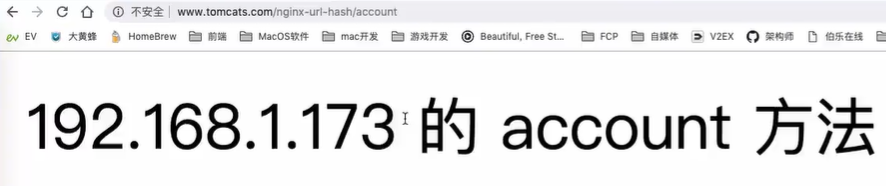 不安全 | www.tomcats.com/nginx-url-hash/account
EV 大黄蜂 HomeBrew 前端 MacOS软件 mac开发 游戏开发 Beautiful, Free St... FCP 自媒体 V2EX 架构师 伯乐在线
192.168.1.173 的 account 方法